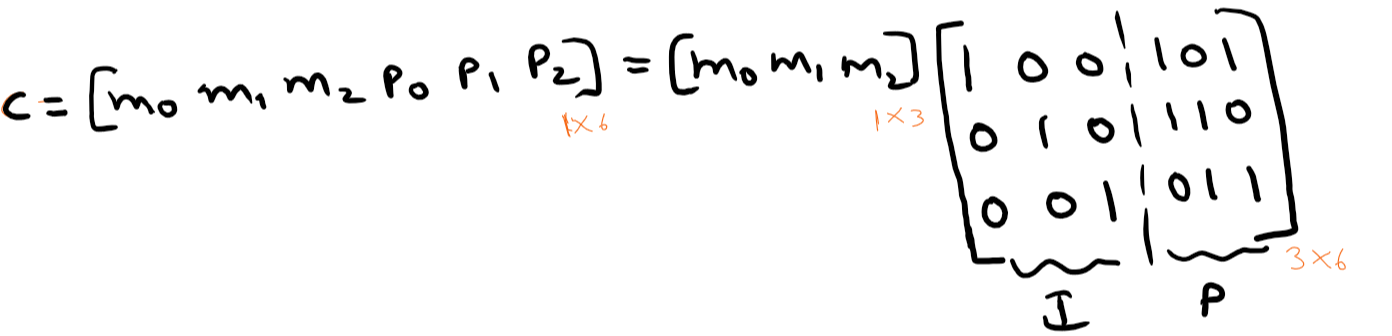 c = [m₀ m₁ m₂ p₀ p₁ p₂] = [m₀ m₁ m₂] [1 0 0 ¦ 1 0 1
1×6 1×3
0 1 0 ¦ 1 1 0
0 0 1 ¦ 0 1 1]
3×6
I P